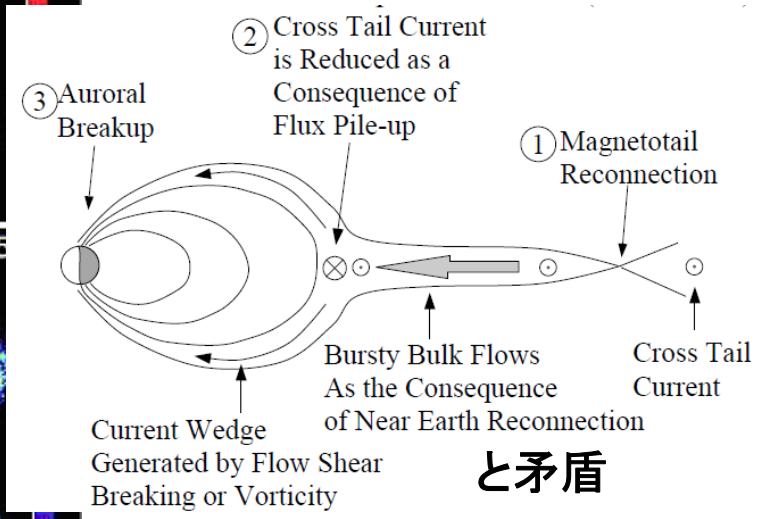 ② Cross Tail Current
is Reduced as a
Consequence of
Flux Pile-up
③ Auroral
Breakup
① Magnetotail
Reconnection
Bursty Bulk Flows
As the Consequence
of Near Earth Reconnection
Cross Tail
Current
Current Wedge
Generated by Flow Shear
Breaking or Vorticity
と矛盾